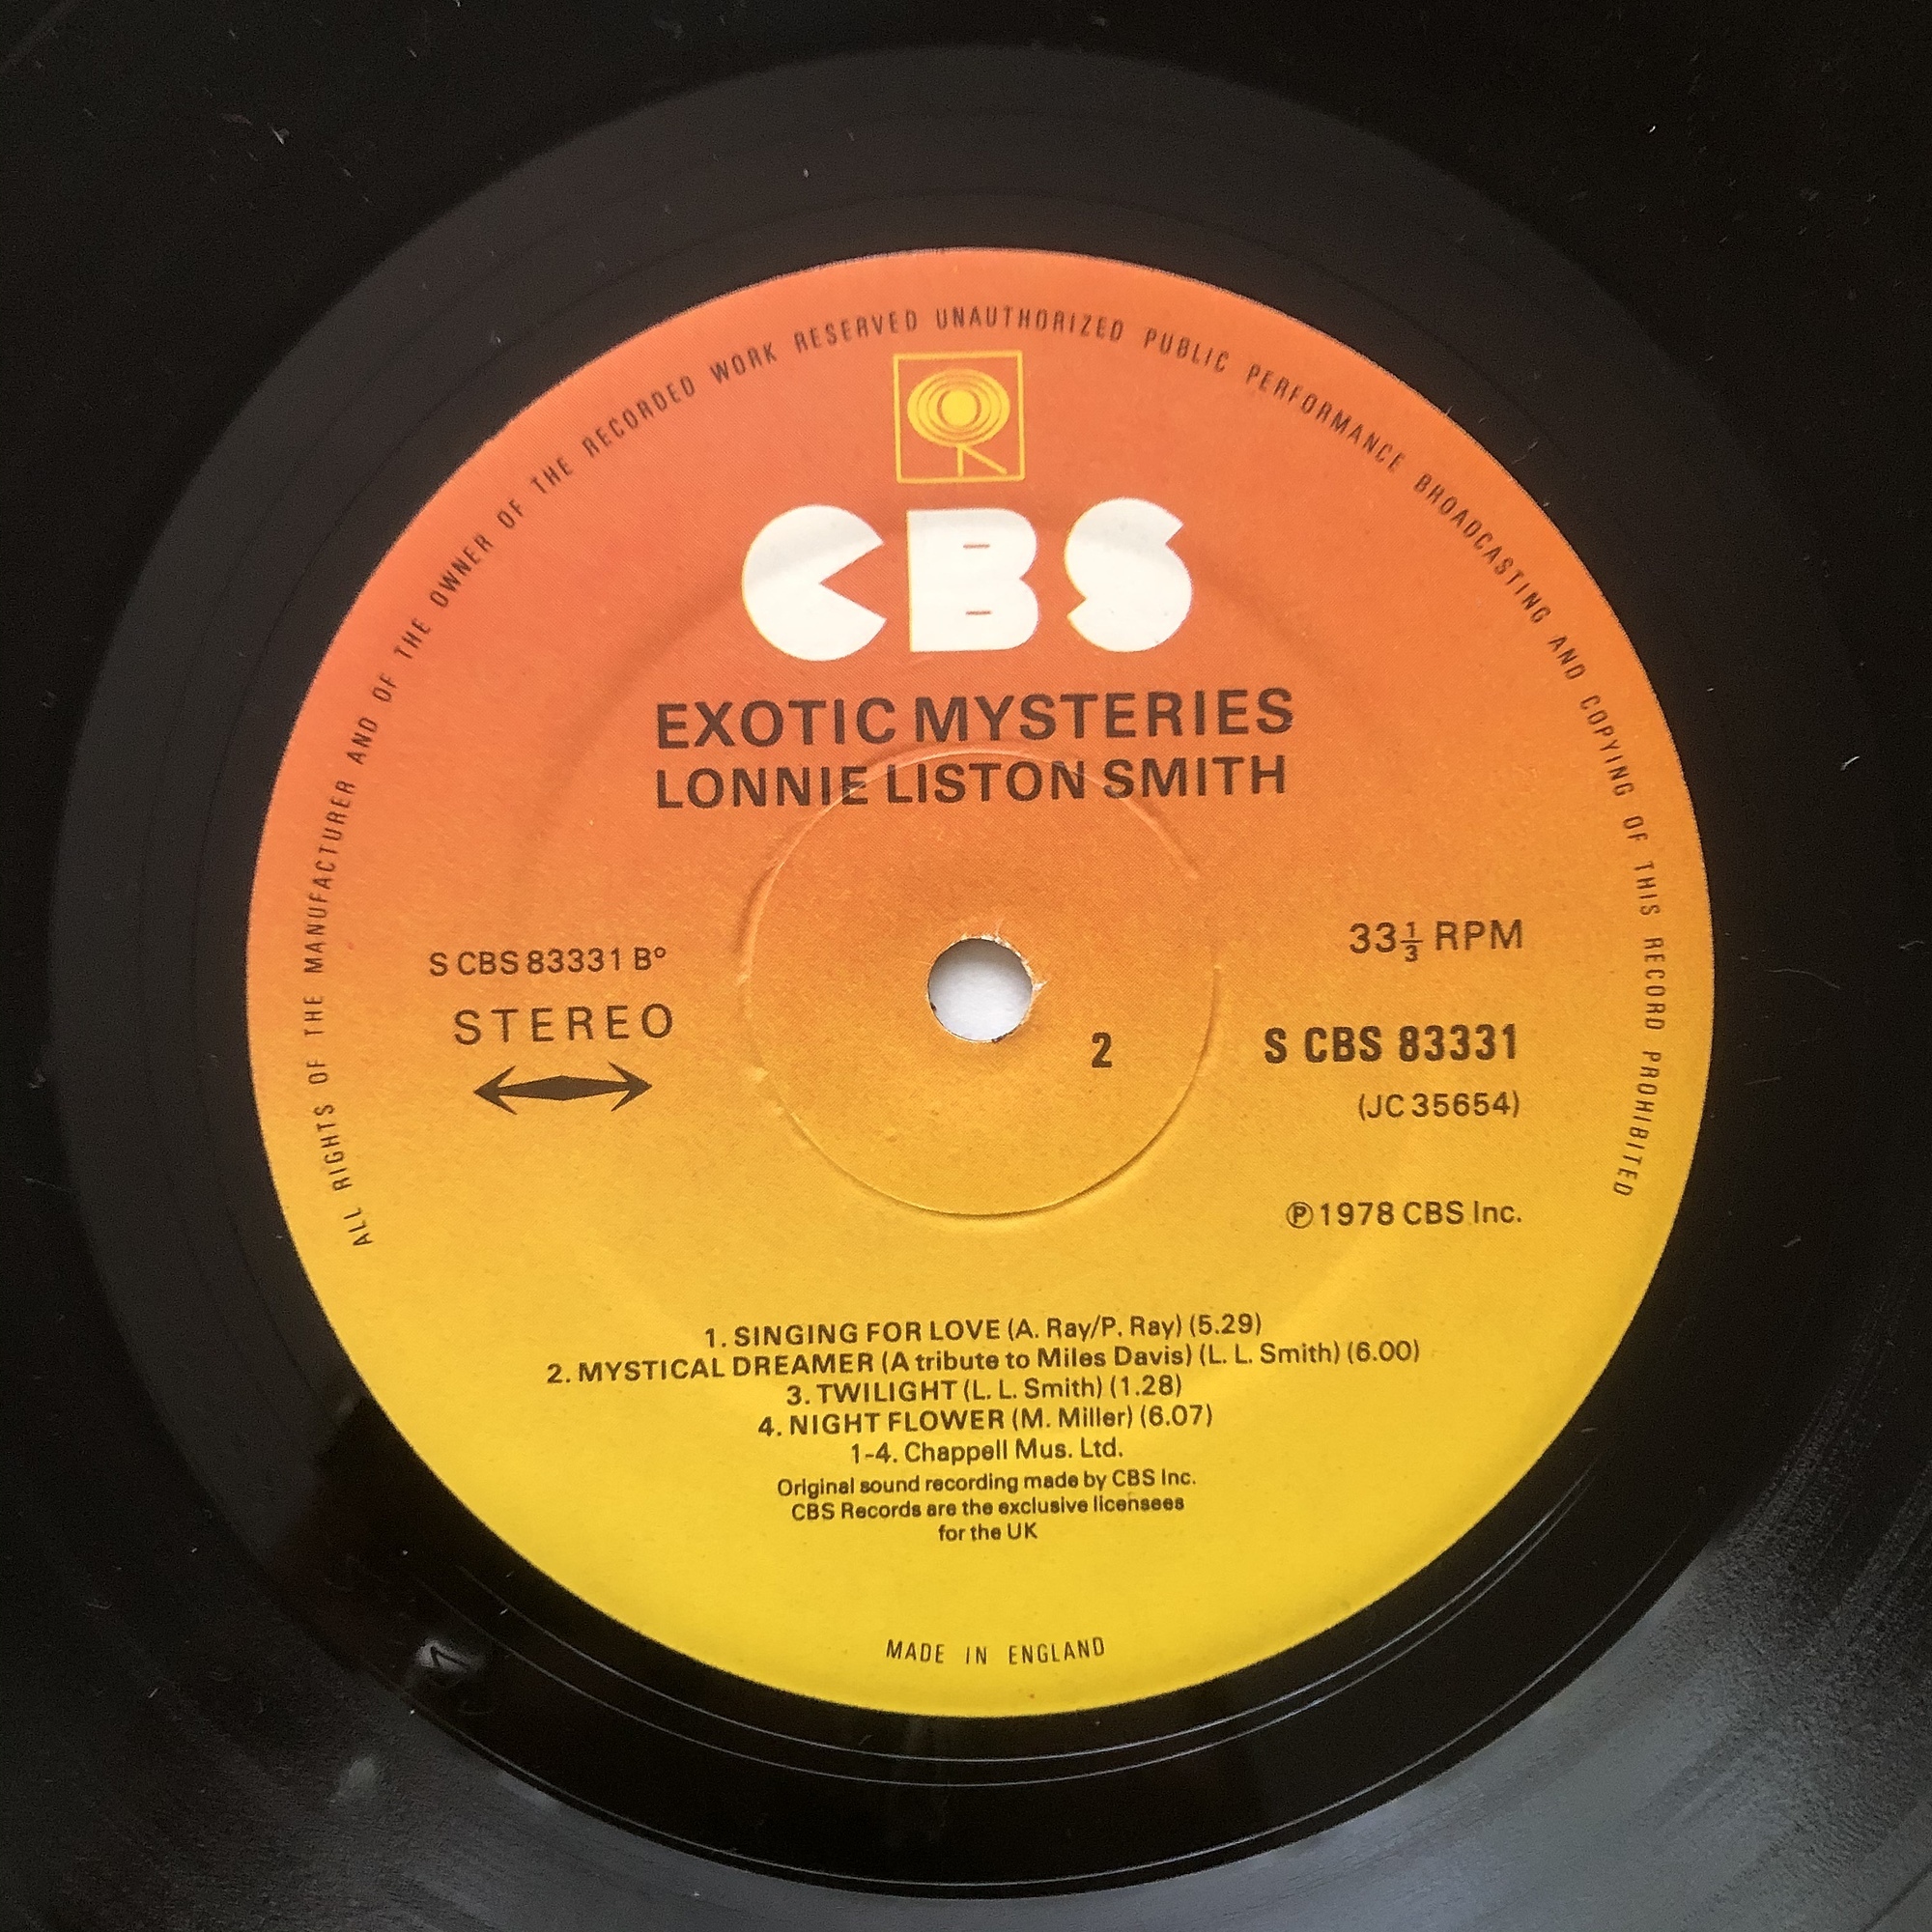 ALL RIGHTS OF THE MANUFACTURER AND OF THE OWNER OF THE RECORDED WORK RESERVED UNAUTHORIZED PUBLIC PERFORMANCE BROADCASTING AND COPYING OF THIS RECORD PROHIBITED
CBS
EXOTIC MYSTERIES
LONNIE LISTON SMITH
S CBS 83331 Bº
STEREO
33⅓ RPM
2
S CBS 83331
(JC 35654)
℗ 1978 CBS Inc.
1. SINGING FOR LOVE (A. Ray/P. Ray) (5.29)
2. MYSTICAL DREAMER (A tribute to Miles Davis) (L. L. Smith) (6.00)
3. TWILIGHT (L. L. Smith) (1.28)
4. NIGHT FLOWER (M. Miller) (6.07)
1-4. Chappell Mus. Ltd.
Original sound recording made by CBS Inc.
CBS Records are the exclusive licensees
for the UK
MADE IN ENGLAND